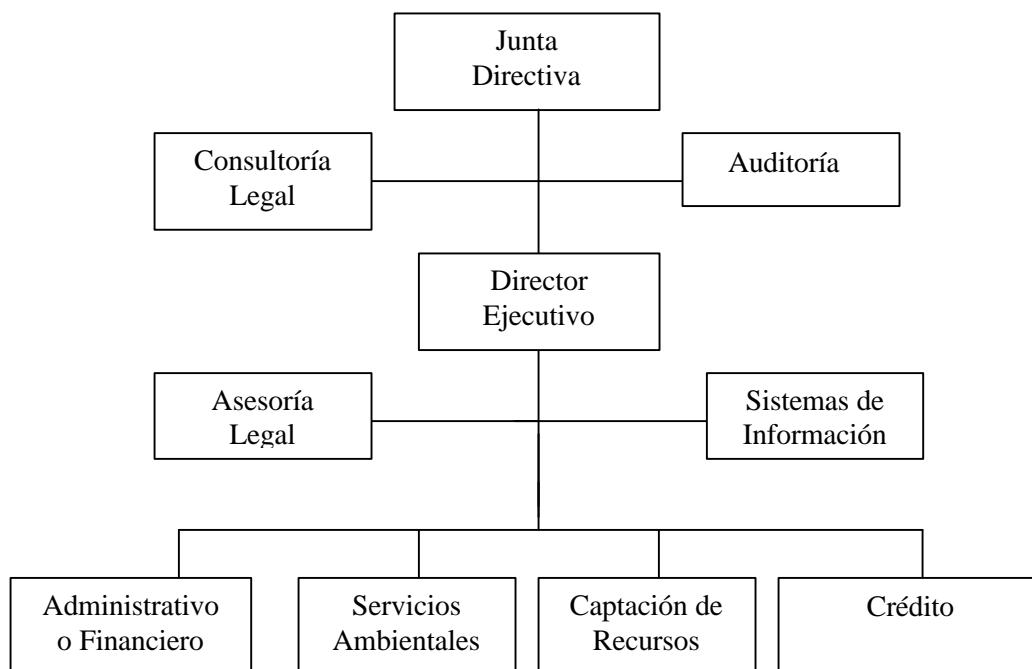 Junta
Directiva
Consultoría
Legal
Auditoría
Director
Ejecutivo
Asesoría
Legal
Sistemas de
Información
Administrativo
o Financiero
Servicios
Ambientales
Captación de
Recursos
Crédito